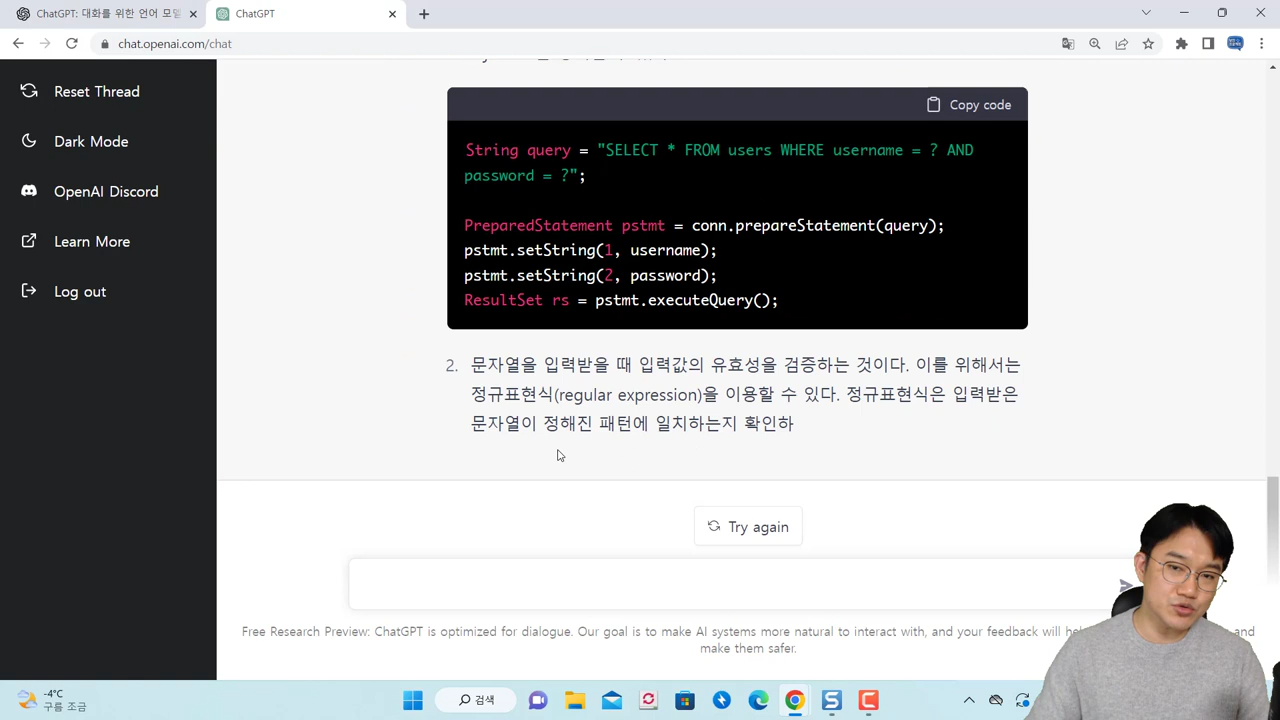 ChatGPT: 대화를 위한 언어 모델
ChatGPT
chat.openai.com/chat
Reset Thread
Dark Mode
OpenAI Discord
Learn More
Log out
Copy code
String query = "SELECT * FROM users WHERE username = ? AND
password = ?";
PreparedStatement pstmt = conn.prepareStatement(query);
pstmt.setString(1, username);
pstmt.setString(2, password);
ResultSet rs = pstmt.executeQuery();
2. 문자열을 입력받을 때 입력값의 유효성을 검증하는 것이다. 이를 위해서는
정규표현식(regular expression)을 이용할 수 있다. 정규표현식은 입력받은
문자열이 정해진 패턴에 일치하는지 확인하
Try again
Free Research Preview: ChatGPT is optimized for dialogue. Our goal is to make AI systems more natural to interact with, and your feedback will and
make them safer.
-4°C
구름 조금
검색